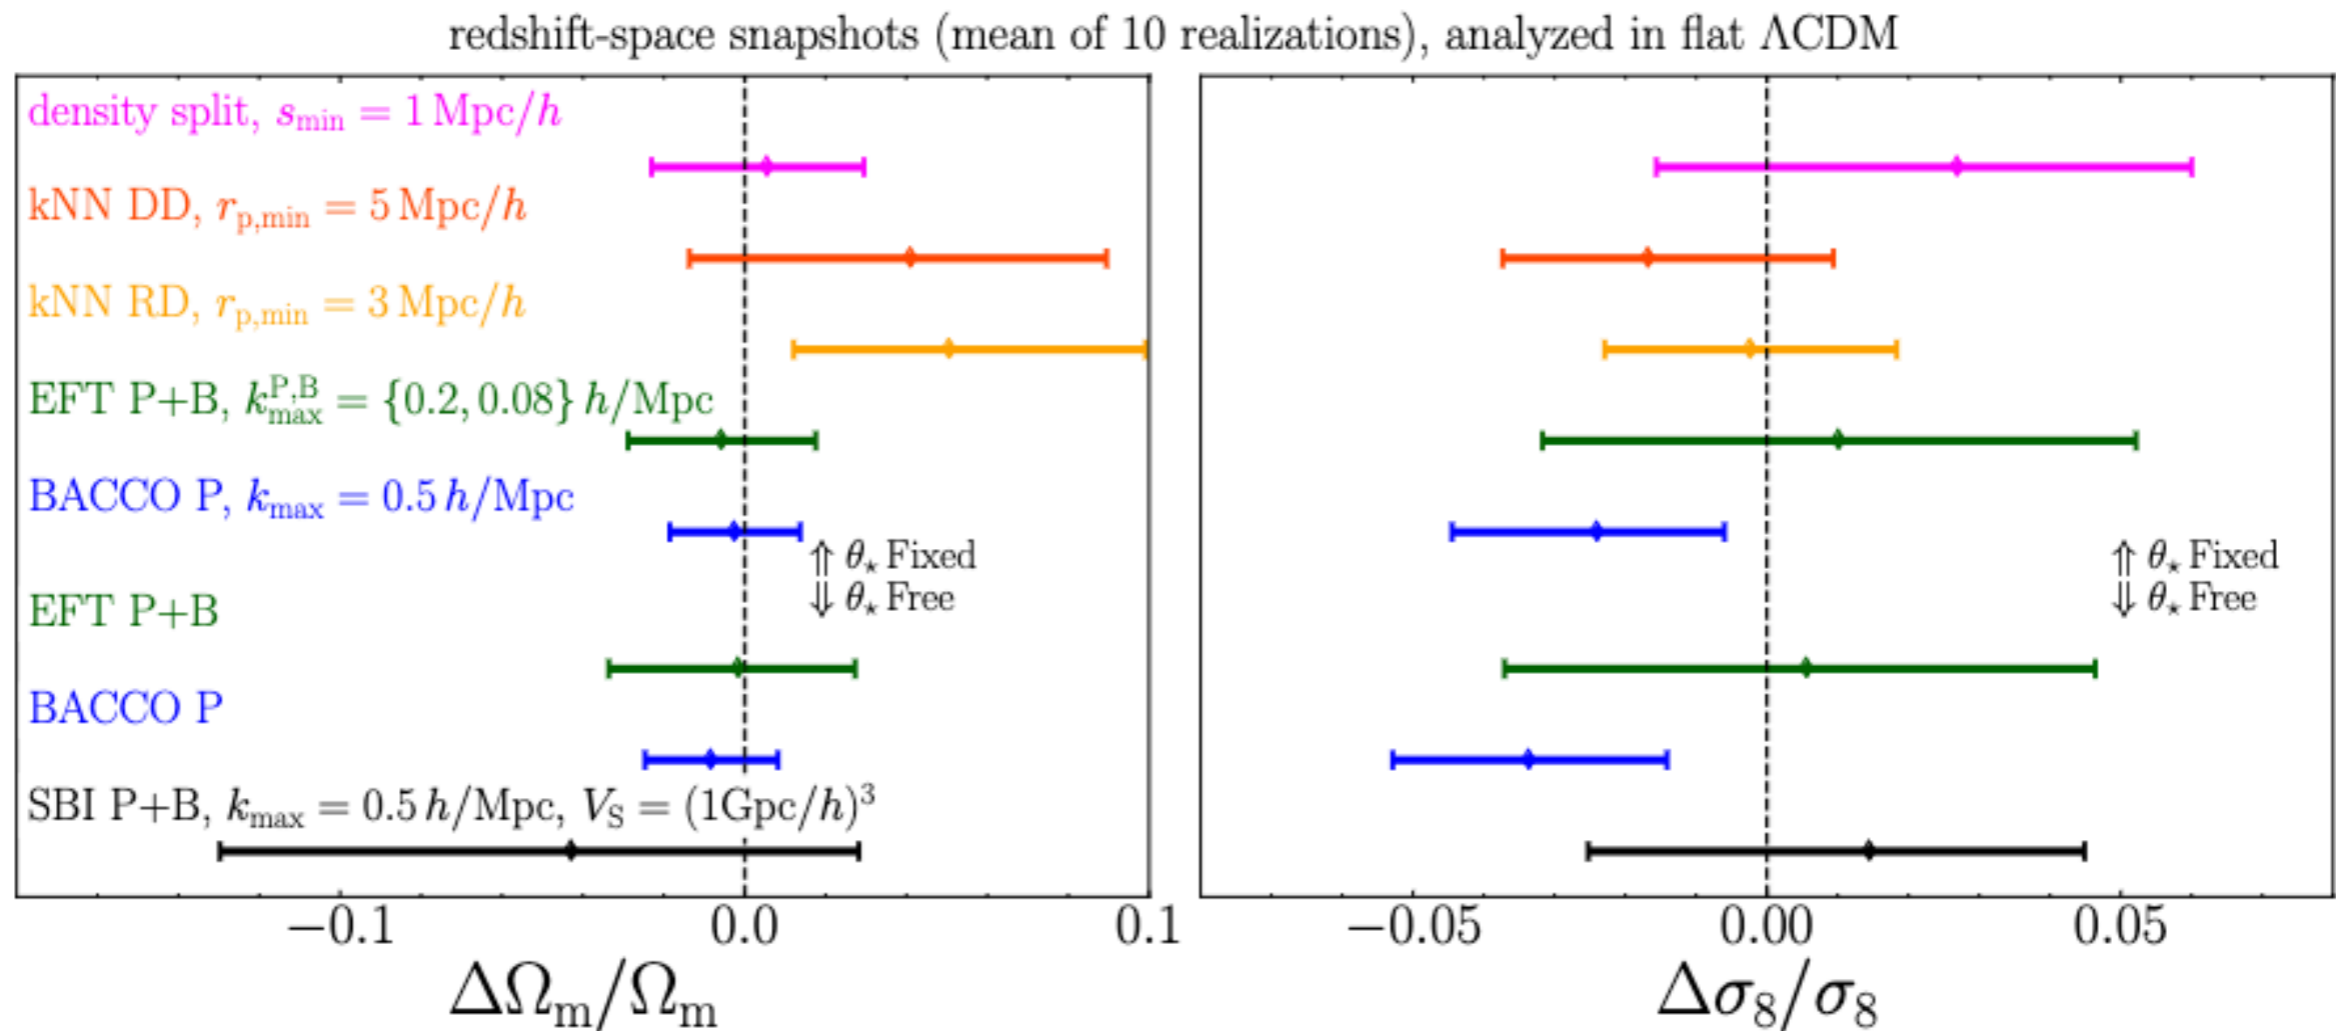 redshift-space snapshots (mean of 10 realizations), analyzed in flat ΛCDM
density split, s_min = 1 Mpc/h
kNN DD, r_p,min = 5 Mpc/h
kNN RD, r_p,min = 3 Mpc/h
EFT P+B, k_max^P,B = {0.2, 0.08} h/Mpc
BACCO P, k_max = 0.5 h/Mpc
⇑ θ⋆ Fixed
⇓ θ⋆ Free
EFT P+B
BACCO P
SBI P+B, k_max = 0.5 h/Mpc, V_S = (1Gpc/h)³
−0.1 0.0 0.1
ΔΩ_m/Ω_m
⇑ θ⋆ Fixed
⇓ θ⋆ Free
−0.05 0.00 0.05
Δσ₈/σ₈